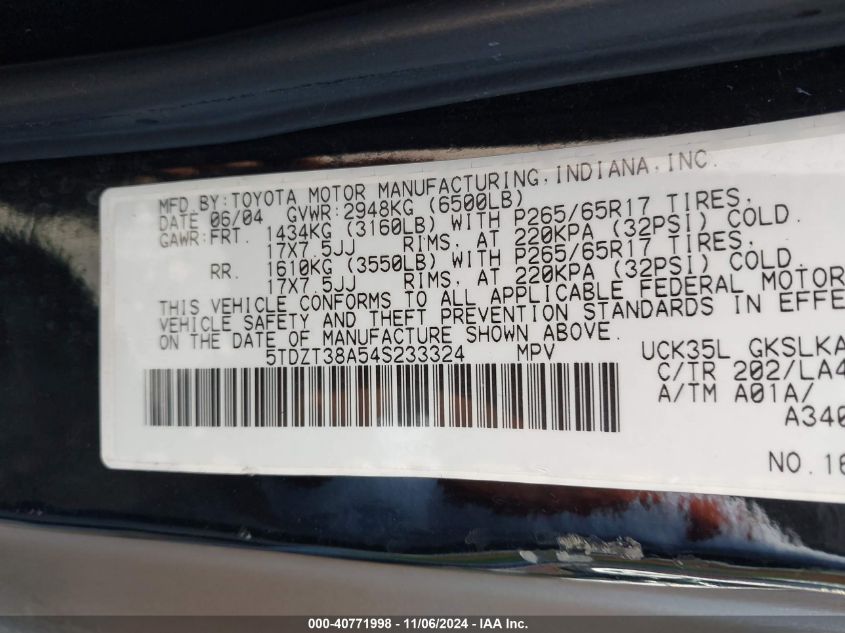 MFD.BY:TOYOTA MOTOR MANUFACTURING,INDIANA,INC.
DATE 06/04 GVWR:2948KG (6500LB)
GAWR:FRT. 1434KG (3160LB) WITH P265/65R17 TIRES,
17X7.5JJ RIMS, AT 220KPA (32PSI) COLD.
RR. 1610KG (3550LB) WITH P265/65R17 TIRES,
17X7.5JJ RIMS, AT 220KPA (32PSI) COLD.
THIS VEHICLE CONFORMS TO ALL APPLICABLE FEDERAL MOTOR
VEHICLE SAFETY AND THEFT PREVENTION STANDARDS IN EFFE
ON THE DATE OF MANUFACTURE SHOWN ABOVE.
5TDZT38A54S233324 MPV UCK35L GKSLKA
C/TR 202/LA4
A/TM A01A/
A340
NO.16
000-40771998 - 11/06/2024 - IAA Inc.